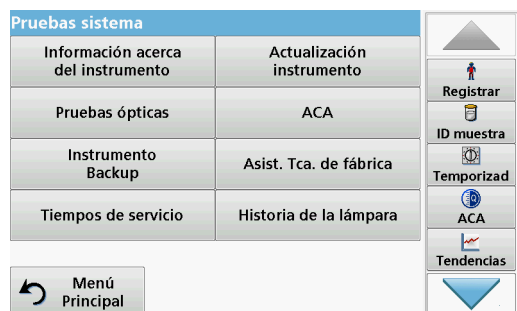 Pruebas sistema
Información acerca
del instrumento
Actualización
instrumento
Pruebas ópticas
ACA
Instrumento
Backup
Asist. Tca. de fábrica
Tiempos de servicio
Historia de la lámpara
Menú
Principal
Registrar
ID muestra
Temporizad
ACA
Tendencias